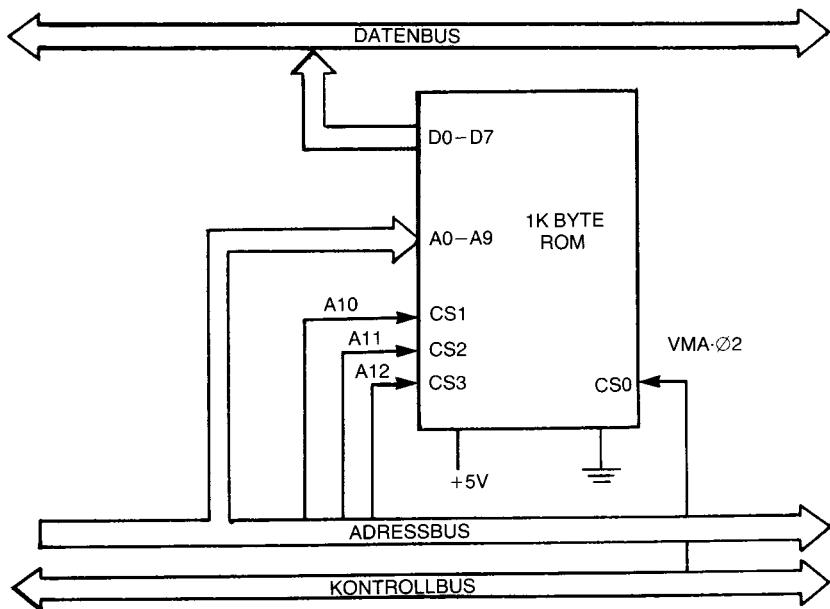 DATENBUS
D0–D7
1K BYTE
ROM
A0–A9
A10
CS1
A11
CS2
VMA·∅2
A12
CS3
CS0
+5V
ADRESSBUS
KONTROLLBUS